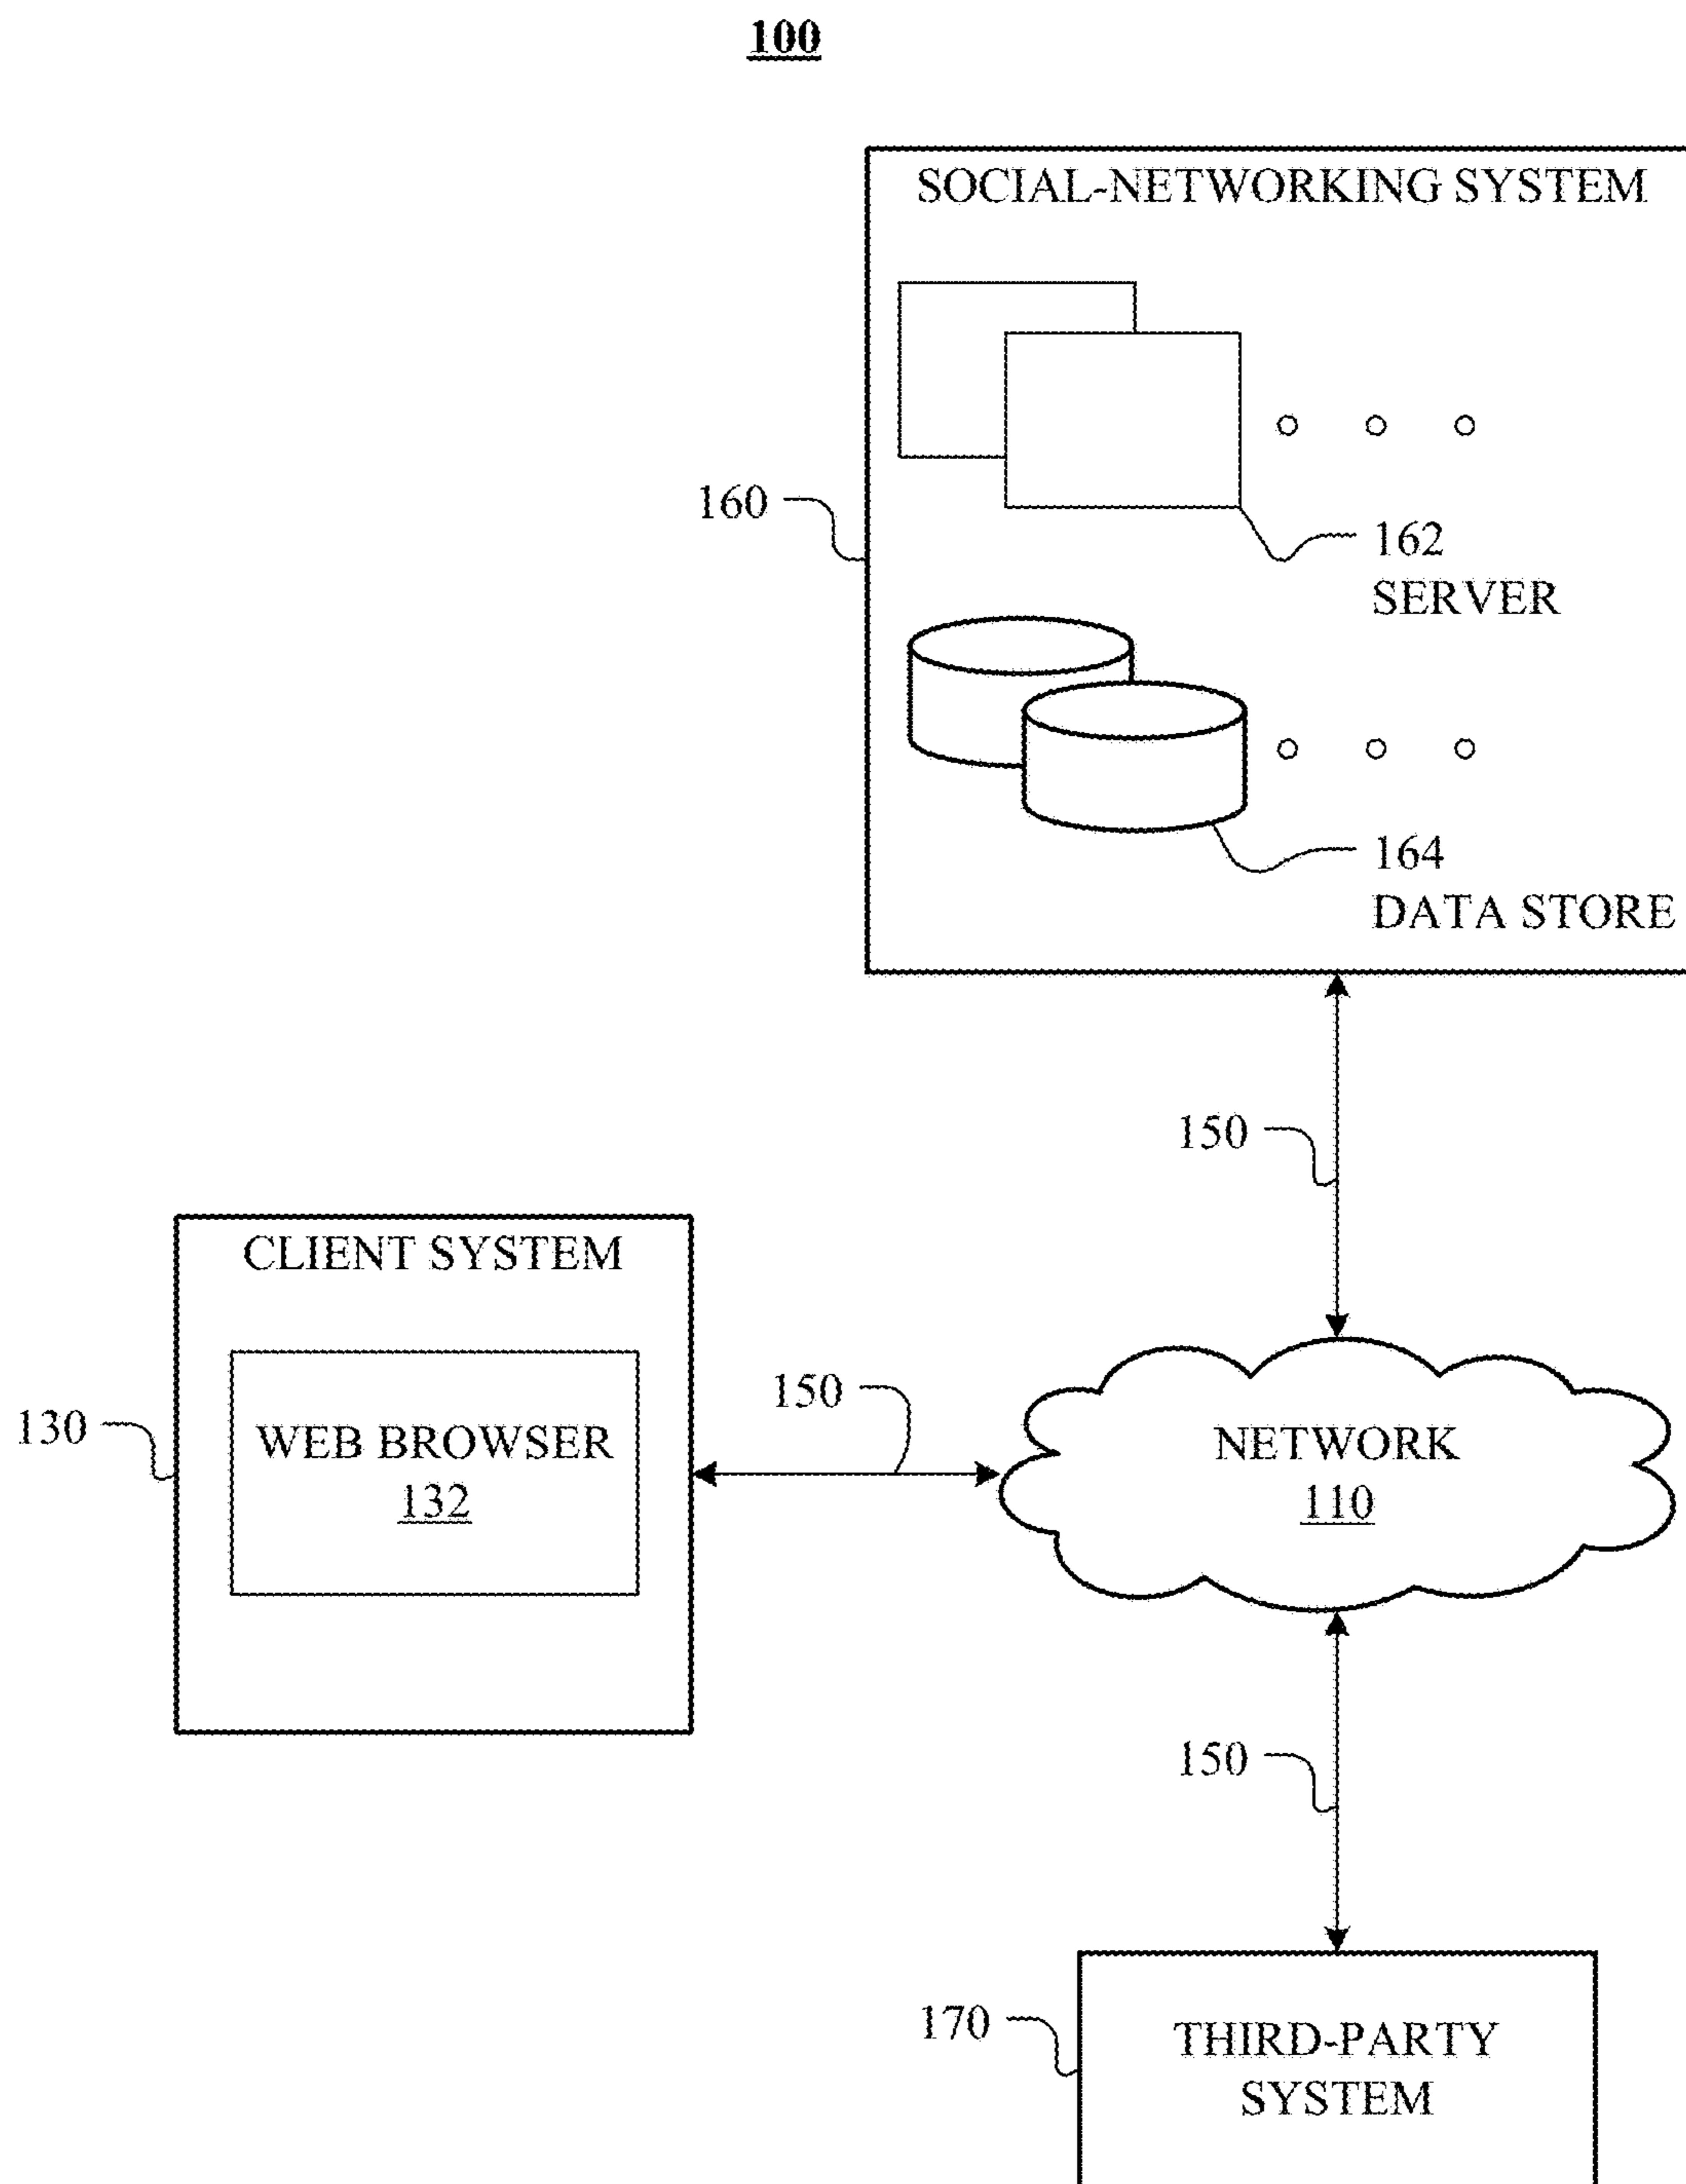 100
SOCIAL-NETWORKING SYSTEM
160
162
SERVER
164
DATA STORE
150
CLIENT SYSTEM
WEB BROWSER
132
130
150
NETWORK
110
150
170
THIRD-PARTY
SYSTEM